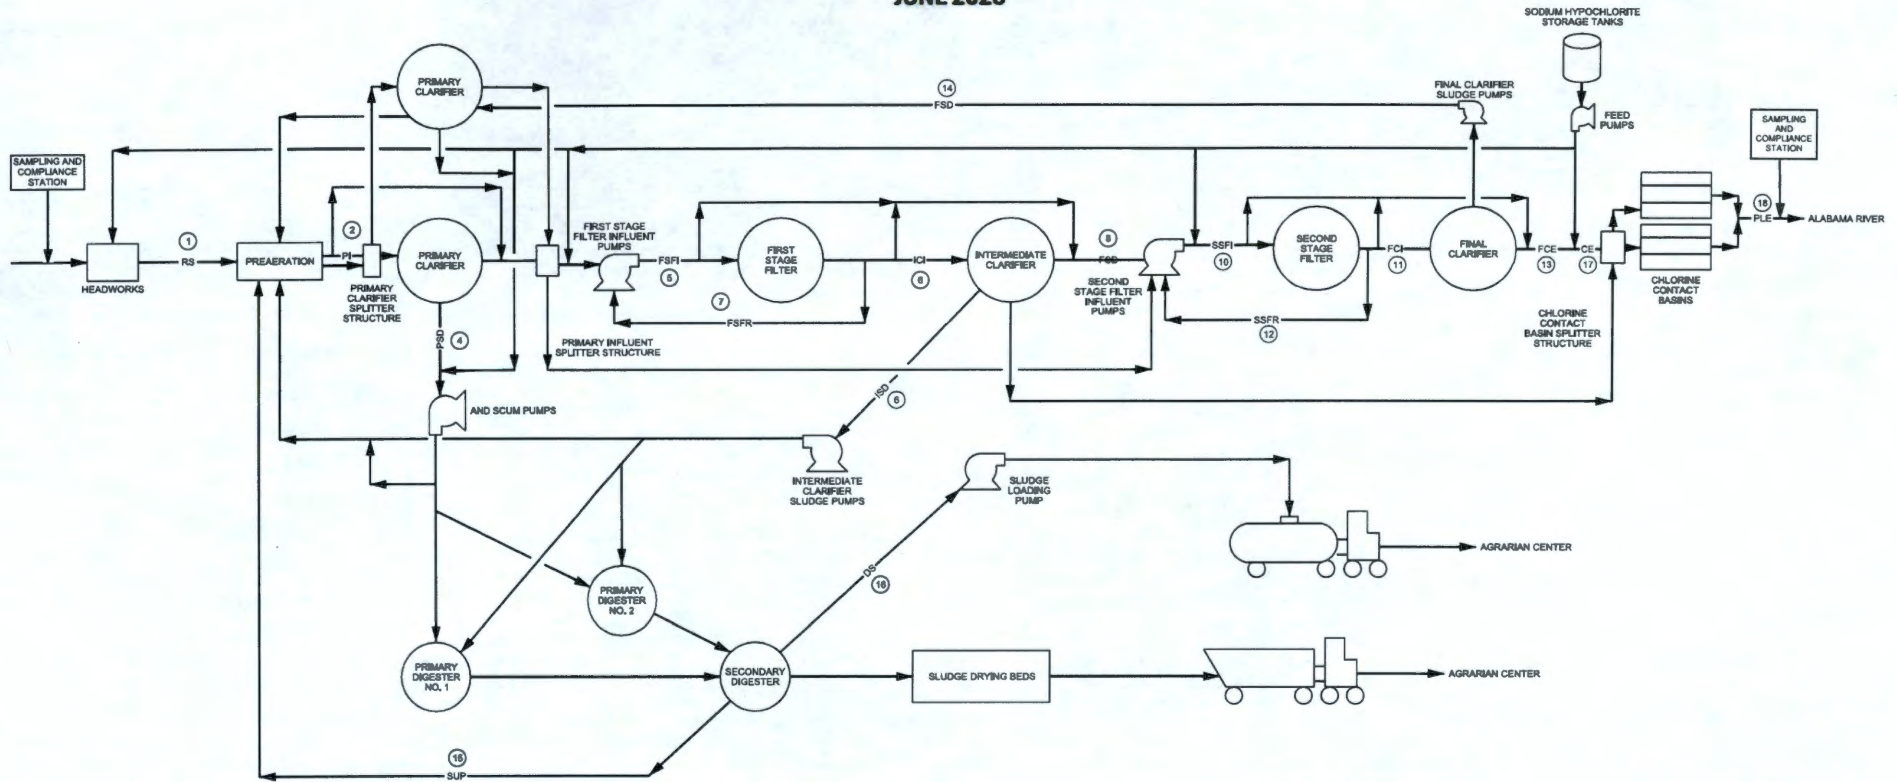 JUNE 2023
SODIUM HYPOCHLORITE
STORAGE TANKS
PRIMARY
CLARIFIER
14
FSD
FINAL CLARIFIER
SLUDGE PUMPS
FEED
PUMPS
SAMPLING
AND
COMPLIANCE
STATION
SAMPLING AND
COMPLIANCE
STATION
1
RS
HEADWORKS
PREAERATION
2
PI
PRIMARY
CLARIFIER
SPLITTER
STRUCTURE
PRIMARY
CLARIFIER
FIRST STAGE
FILTER INFLUENT
PUMPS
FSFI
5
FIRST
STAGE
FILTER
ICI
6
INTERMEDIATE
CLARIFIER
8
SECOND
STAGE FILTER
INFLUENT
PUMPS
SSFI
10
SECOND
STAGE
FILTER
FCI
11
FINAL
CLARIFIER
FCE
13
CE
17
CHLORINE
CONTACT
BASINS
18
PLE
ALABAMA RIVER
7
FSFR
SSFR
12
CHLORINE
CONTACT
BASIN SPLITTER
STRUCTURE
PSD
4
PRIMARY INFLUENT
SPLITTER STRUCTURE
ISD
6
AND SCUM PUMPS
INTERMEDIATE
CLARIFIER
SLUDGE PUMPS
SLUDGE
LOADING
PUMP
AGRARIAN CENTER
DS
16
PRIMARY
DIGESTER
NO. 2
PRIMARY
DIGESTER
NO. 1
SECONDARY
DIGESTER
SLUDGE DRYING BEDS
AGRARIAN CENTER
15
SUP